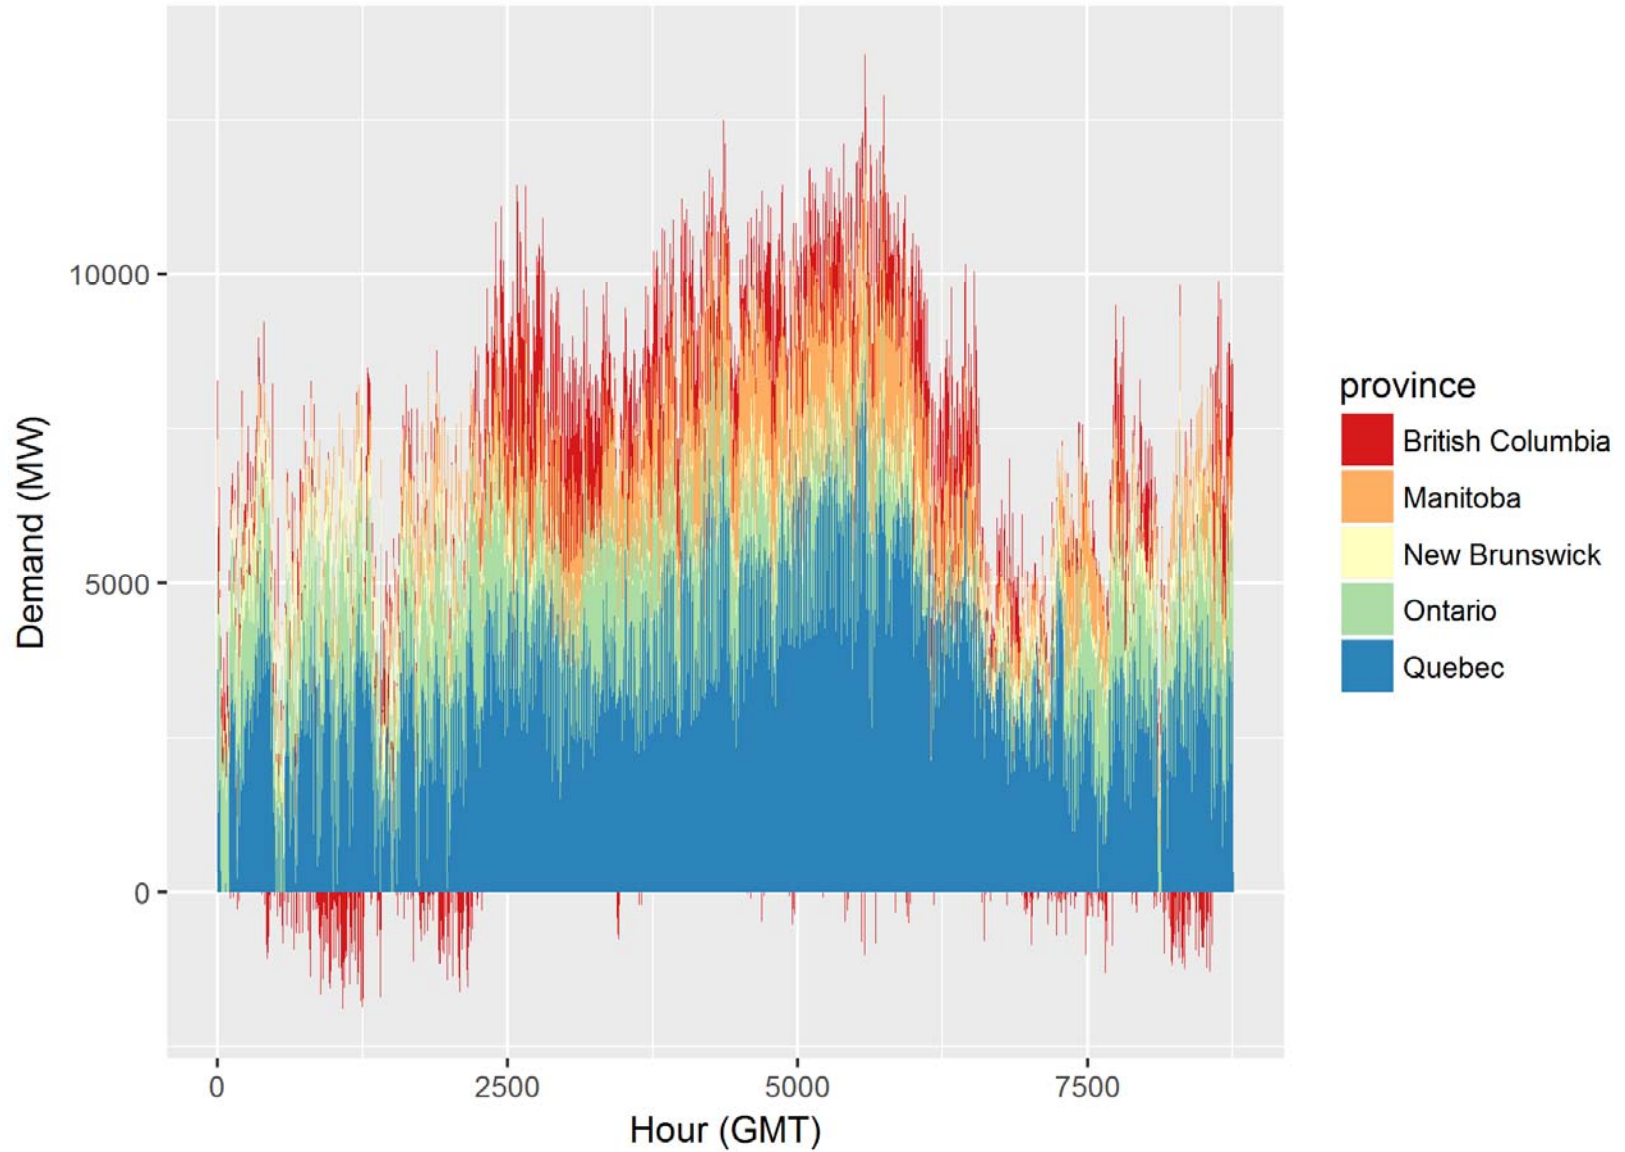 Demand (MW)
10000
5000
0
0
2500
5000
7500
Hour (GMT)
province
British Columbia
Manitoba
New Brunswick
Ontario
Quebec